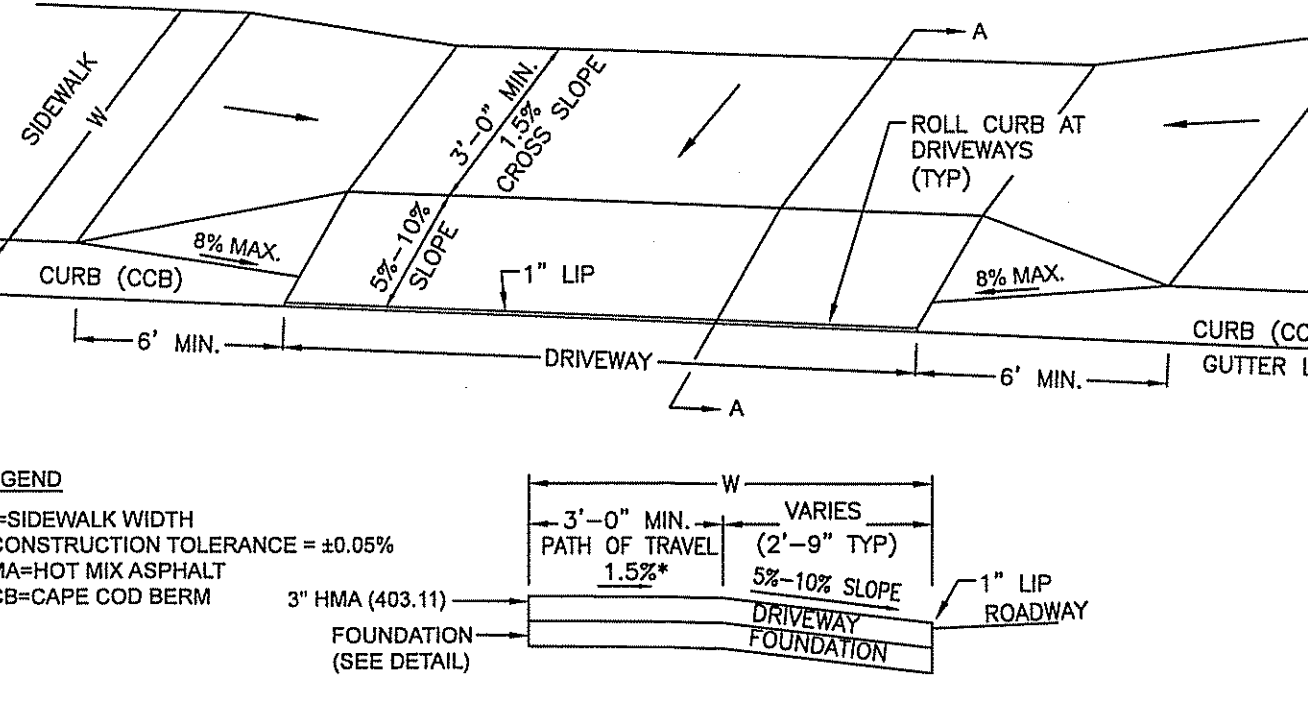 A
SIDEWALK
W
3'-0" MIN.
1.5%
CROSS SLOPE
ROLL CURB AT
DRIVEWAYS
(TYP)
5%-10%
SLOPE
8% MAX.
1" LIP
8% MAX.
CURB (CCB)
CURB (CC
6' MIN.
DRIVEWAY
6' MIN.
GUTTER L
A
GEND
=SIDEWALK WIDTH
CONSTRUCTION TOLERANCE = ±0.05%
MA=HOT MIX ASPHALT
CB=CAPE COD BERM
W
3'-0" MIN.
PATH OF TRAVEL
1.5%*
VARIES
(2'-9" TYP)
5%-10% SLOPE
1" LIP
ROADWAY
3" HMA (403.11)
DRIVEWAY
FOUNDATION
FOUNDATION
(SEE DETAIL)